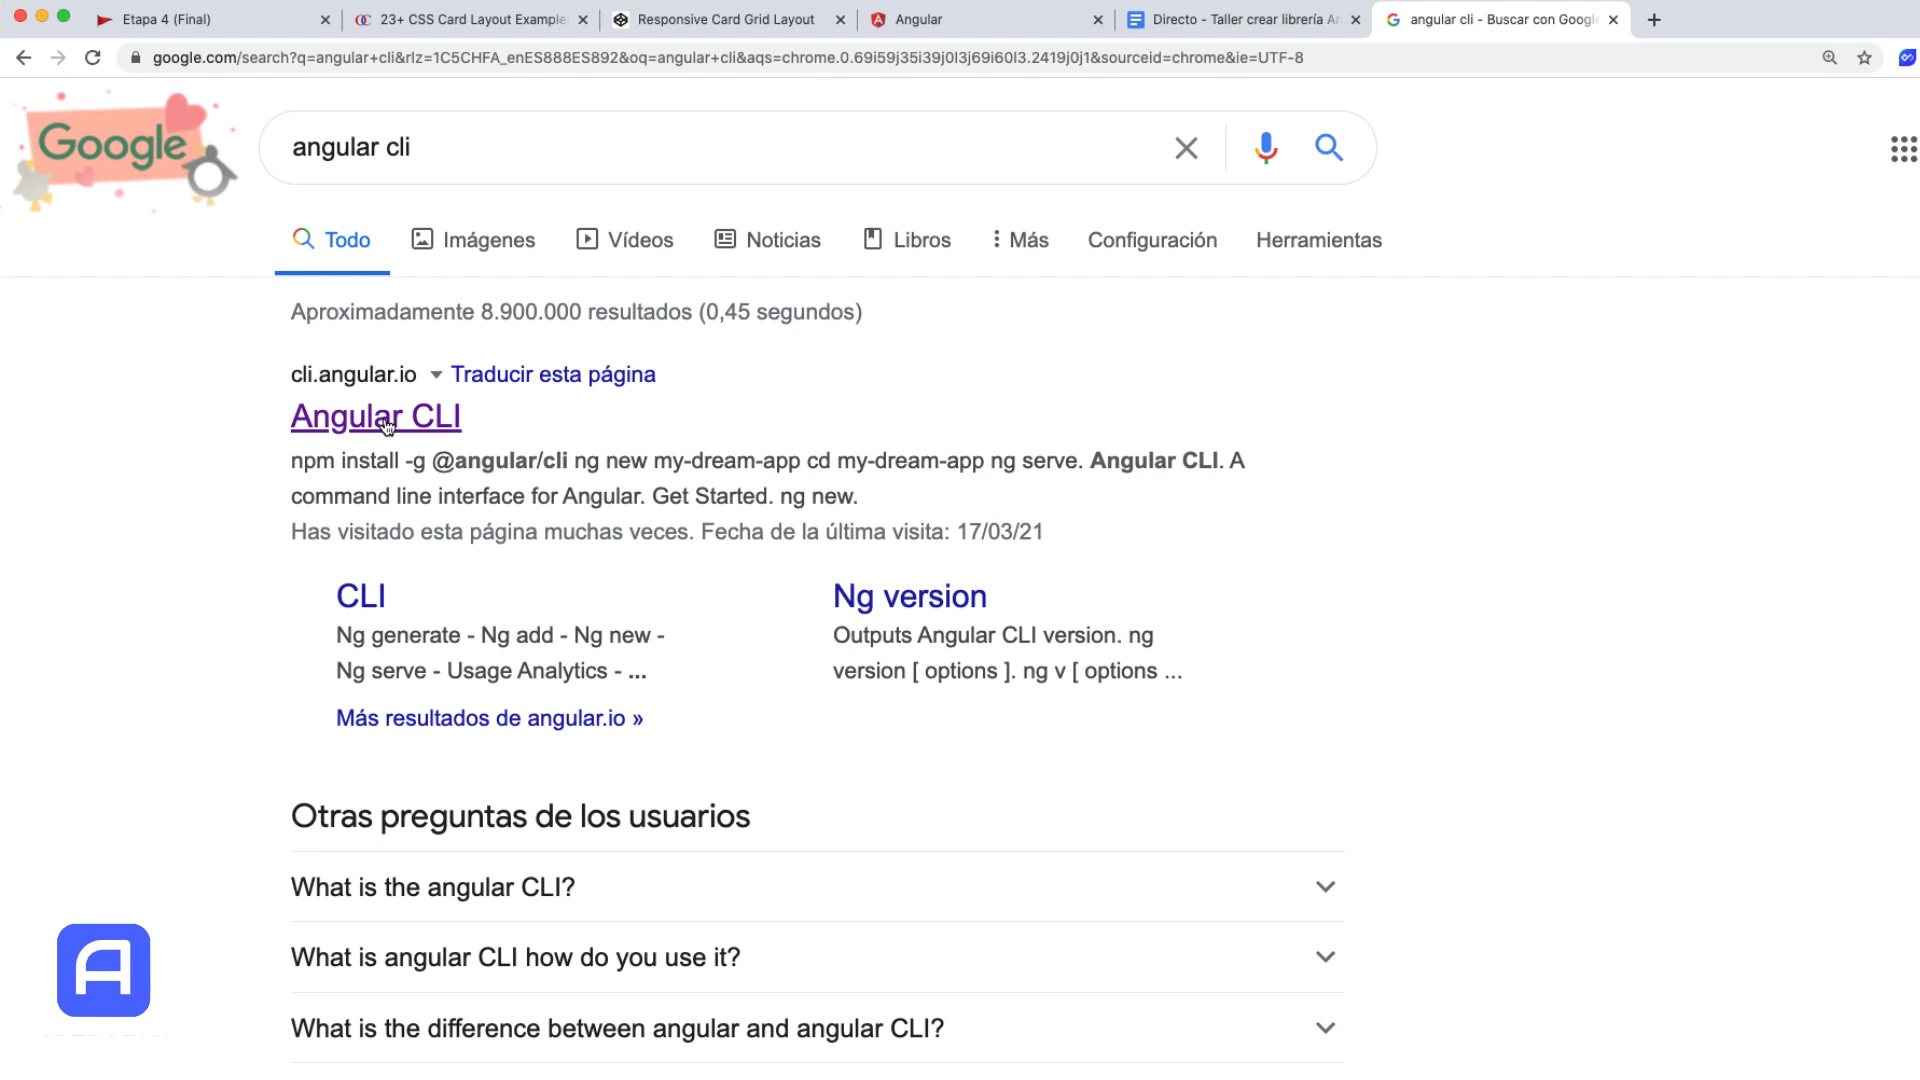 Etapa 4 (Final)
23+ CSS Card Layout Example
Responsive Card Grid Layout
Angular
Directo - Taller crear librería An
angular cli - Buscar con Google
google.com/search?q=angular+cli&rlz=1C5CHFA_enES888ES892&oq=angular+cli&aqs=chrome.0.69i59j35i39j0l3j69i60l3.2419j0j1&sourceid=chrome&ie=UTF-8
Google
angular cli
Todo
Imágenes
Vídeos
Noticias
Libros
Más
Configuración
Herramientas
Aproximadamente 8.900.000 resultados (0,45 segundos)
cli.angular.io Traducir esta página
Angular CLI
npm install -g @angular/cli ng new my-dream-app cd my-dream-app ng serve. Angular CLI. A
command line interface for Angular. Get Started. ng new.
Has visitado esta página muchas veces. Fecha de la última visita: 17/03/21
CLI
Ng generate - Ng add - Ng new -
Ng serve - Usage Analytics - ...
Ng version
Outputs Angular CLI version. ng
version [ options ]. ng v [ options ...
Más resultados de angular.io »
Otras preguntas de los usuarios
What is the angular CLI?
What is angular CLI how do you use it?
What is the difference between angular and angular CLI?